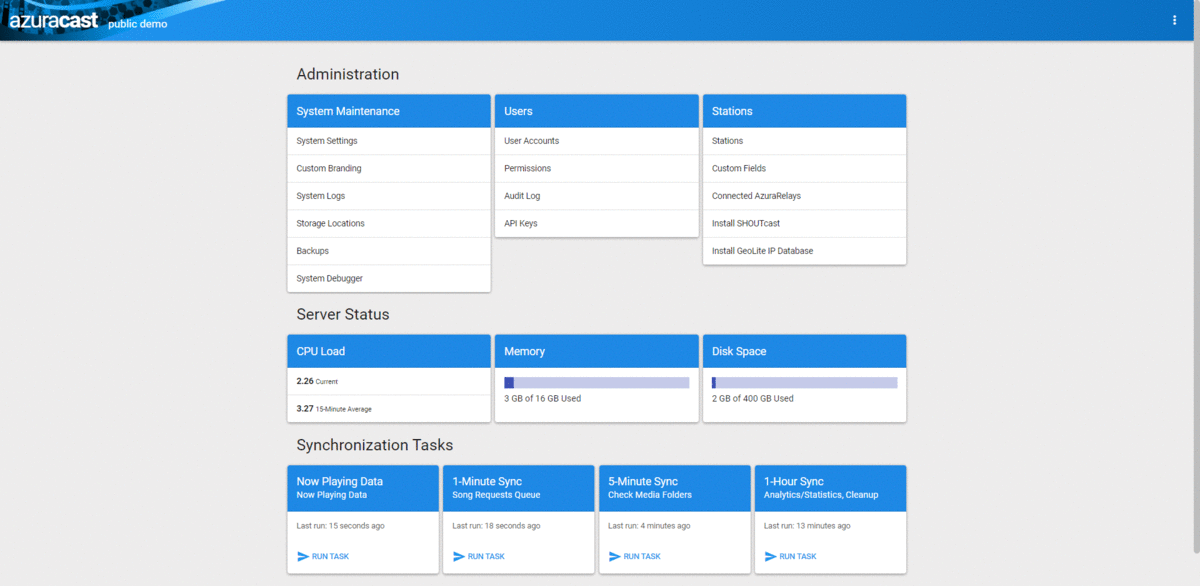 azuracast public demo
Administration
System Maintenance
System Settings
Custom Branding
System Logs
Storage Locations
Backups
System Debugger
Users
User Accounts
Permissions
Audit Log
API Keys
Stations
Stations
Custom Fields
Connected AzuraRelays
Install SHOUTcast
Install GeoLite IP Database
Server Status
CPU Load
2.26 Current
3.27 15-Minute Average
Memory
3 GB of 16 GB Used
Disk Space
2 GB of 400 GB Used
Synchronization Tasks
Now Playing Data
Now Playing Data
Last run: 15 seconds ago
RUN TASK
1-Minute Sync
Song Requests Queue
Last run: 18 seconds ago
RUN TASK
5-Minute Sync
Check Media Folders
Last run: 4 minutes ago
RUN TASK
1-Hour Sync
Analytics/Statistics, Cleanup
Last run: 13 minutes ago
RUN TASK